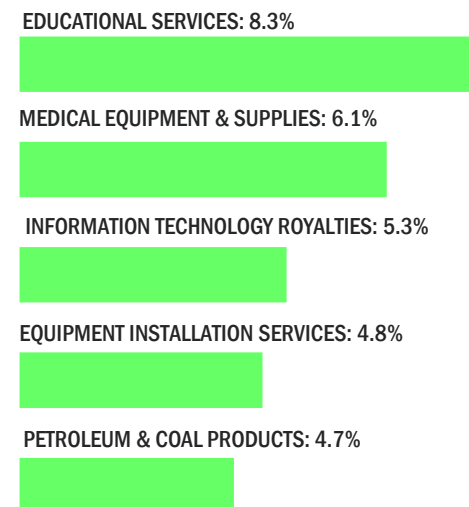 EDUCATIONAL SERVICES: 8.3%
MEDICAL EQUIPMENT & SUPPLIES: 6.1%
INFORMATION TECHNOLOGY ROYALTIES: 5.3%
EQUIPMENT INSTALLATION SERVICES: 4.8%
PETROLEUM & COAL PRODUCTS: 4.7%